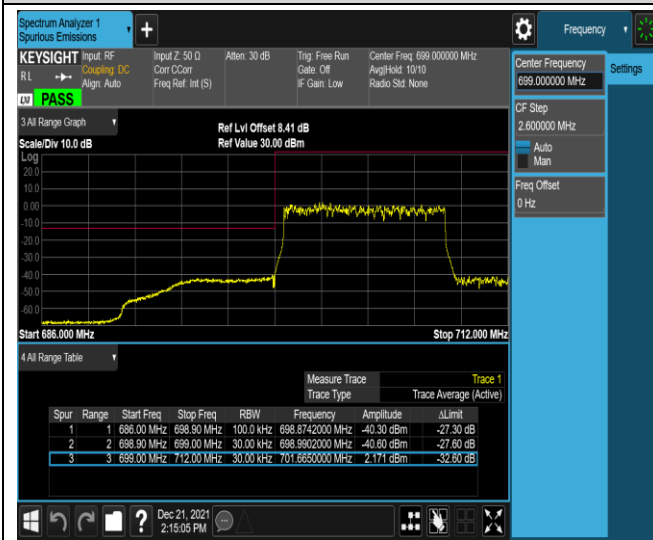 Spectrum Analyzer 1
Spurious Emissions
Frequency
KEYSIGHT Input: RF Input Z: 50 Ω Atten: 30 dB Trig: Free Run Center Freq: 699.000000 MHz
R L Coupling: DC Corr CCorr Gate: Off Avg|Hold: 10/10
Align: Auto Freq Ref: Int (S) IF Gain: Low Radio Std: None
LXI PASS
3 All Range Graph
Ref Lvl Offset 8.41 dB
Scale/Div 10.0 dB Ref Value 30.00 dBm
Log
20.0
10.0
0.00
-10.0
-20.0
-30.0
-40.0
-50.0
-60.0
Start 686.000 MHz Stop 712.000 MHz
4 All Range Table
Measure Trace Trace 1
Trace Type Trace Average (Active)
Spur Range Start Freq Stop Freq RBW Frequency Amplitude ΔLimit
1 1 686.00 MHz 698.90 MHz 100.0 kHz 698.8742000 MHz -40.30 dBm -27.30 dB
2 2 698.90 MHz 699.00 MHz 30.00 kHz 698.9902000 MHz -40.60 dBm -27.60 dB
3 3 699.00 MHz 712.00 MHz 30.00 kHz 701.6650000 MHz 2.171 dBm -32.60 dB
Dec 21, 2021
2:15:05 PM
Center Frequency
699.000000 MHz
CF Step
2.600000 MHz
Auto
Man
Freq Offset
0 Hz
Settings